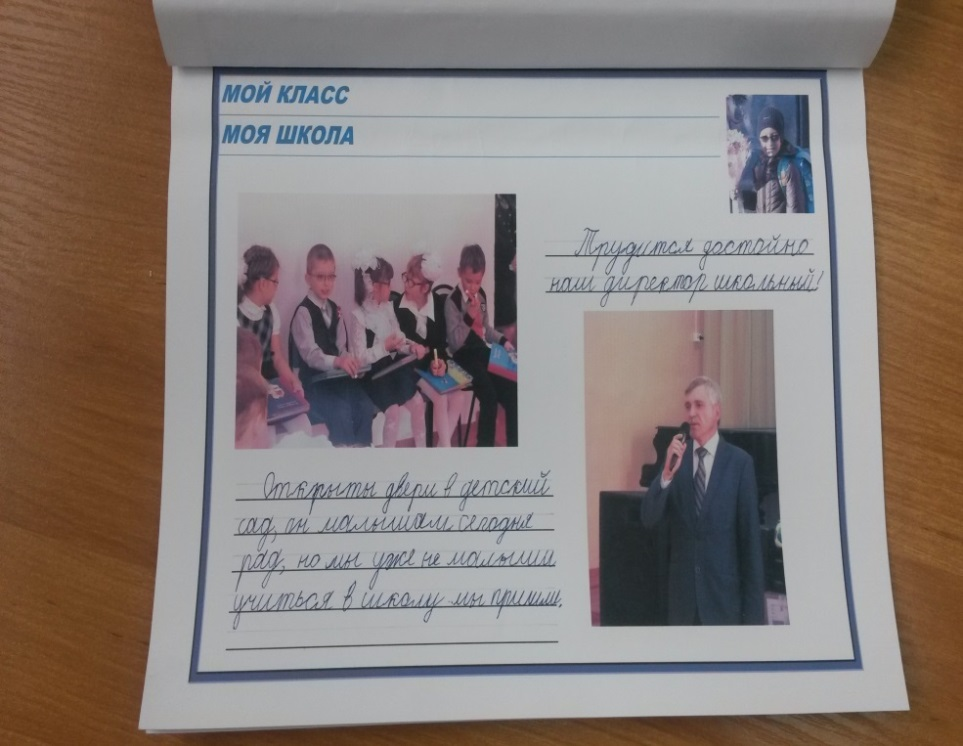 МОЙ КЛАСС
МОЯ ШКОЛА
Трудится достойно
наш директор школьный!
Открыты двери в детский
сад, он малышам сегодня
рад, но мы уже не малыши
учиться в школу мы пришли.